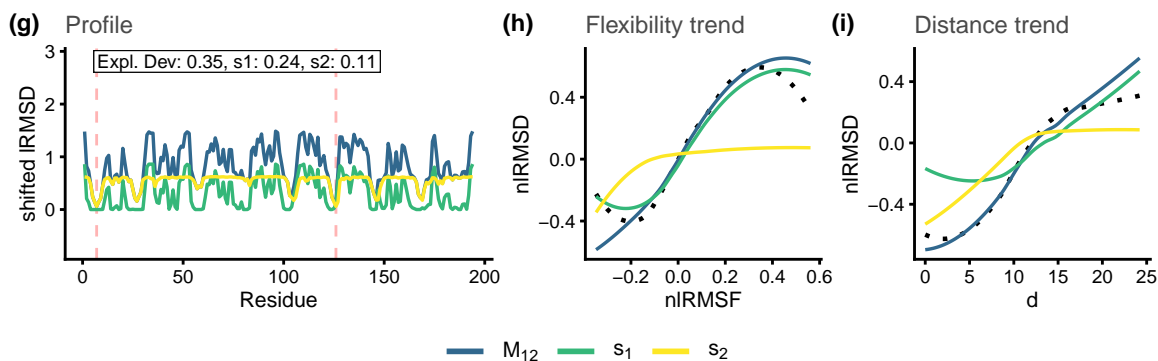 (g) Profile
Expl. Dev: 0.35, s1: 0.24, s2: 0.11
shifted lRMSD
3
2
1
0
0 50 100 150 200
Residue
(h) Flexibility trend
nlRMSD
0.4
0.0
−0.4
−0.2 0.0 0.2 0.4 0.6
nlRMSF
(i) Distance trend
nlRMSD
0.4
0.0
−0.4
0 5 10 15 20 25
d
M12 s1 s2